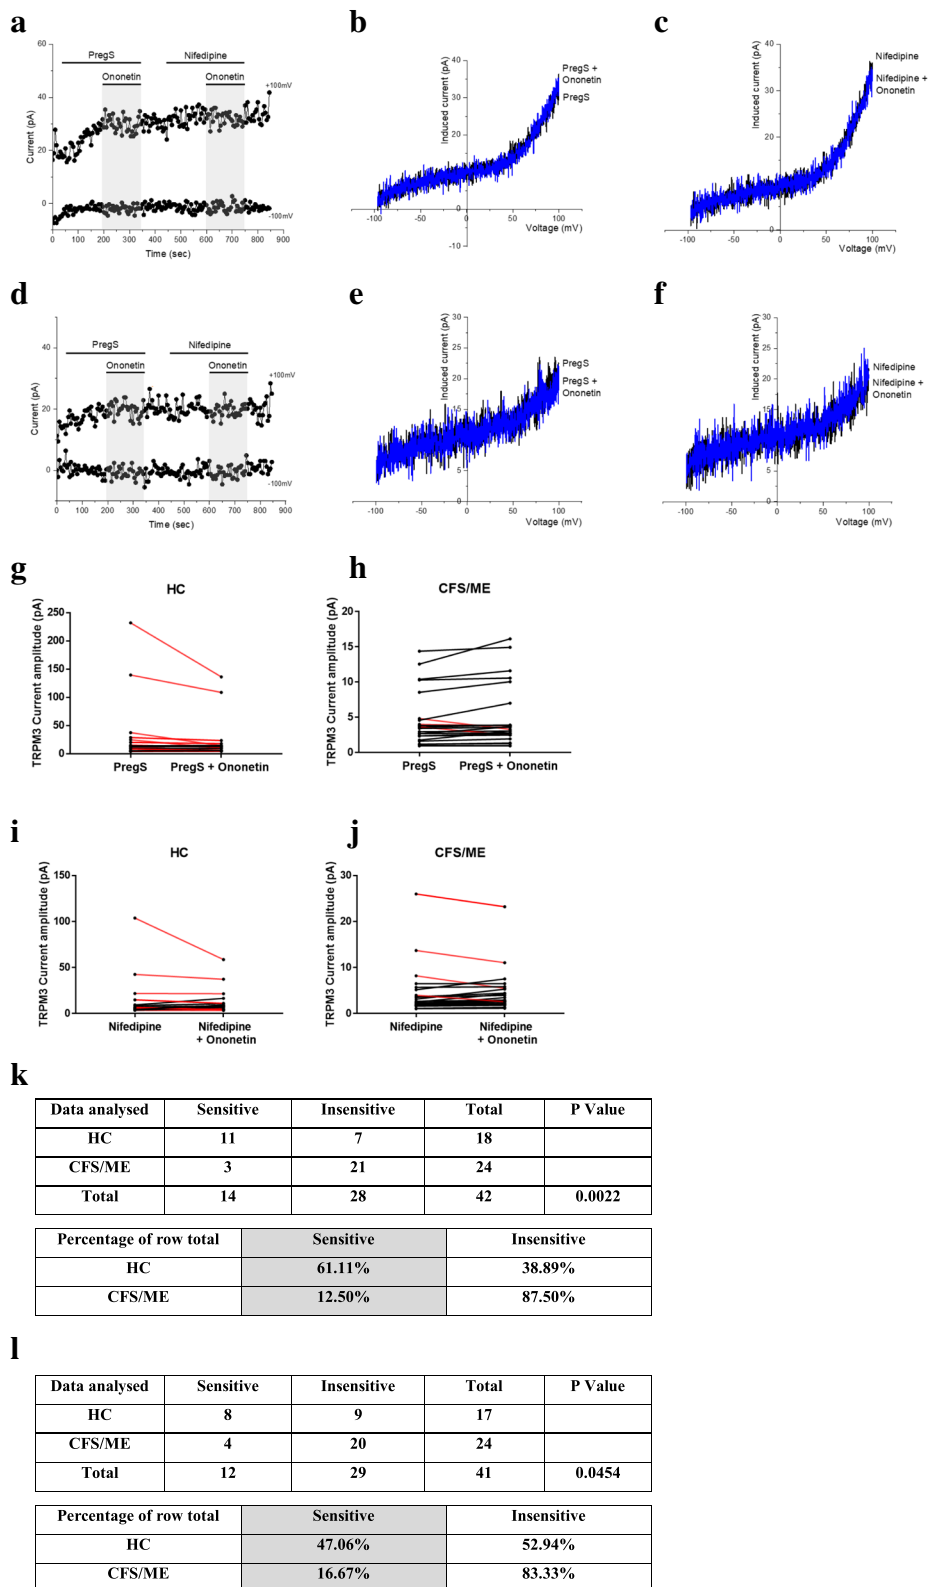 a
60
40
20
0
Current (pA)
PregS
Nifedipine
Ononetin
Ononetin
+100mV
-100mV
0 100 200 300 400 500 600 700 800 900
Time (sec)
b
40
30
20
10
0
-10
Induced current (pA)
PregS +
Ononetin
PregS
-100 -50 0 50 100
Voltage (mV)
c
Induced current (pA)
30
20
10
0
Nifedipine
Nifedipine +
Ononetin
-100 -50 0 50 100
Voltage (mV)
d
40
20
0
Current (pA)
PregS
Nifedipine
Ononetin
Ononetin
+100mV
-100mV
0 100 200 300 400 500 600 700 800 900
Time (sec)
e
30
25
20
15
5
0
Induced current (pA)
PregS
PregS +
Ononetin
-100 -50 0 50 100
Voltage (mV)
f
30
25
20
15
5
0
Induced current (pA)
Nifedipine
Nifedipine +
Ononetin
-100 -50 0 50 100
Voltage (mV)
g
HC
TRPM3 Current amplitude (pA)
250
200
150
100
50
0
PregS PregS + Ononetin
h
CFS/ME
TRPM3 Current amplitude (pA)
20
15
10
5
0
PregS PregS + Ononetin
i
HC
TRPM3 Current amplitude (pA)
150
100
50
0
Nifedipine Nifedipine
+ Ononetin
j
CFS/ME
TRPM3 Current amplitude (pA)
30
20
10
0
Nifedipine Nifedipine
+ Ononetin
k
Data analysed Sensitive Insensitive Total P Value
HC 11 7 18
CFS/ME 3 21 24
Total 14 28 42 0.0022
Percentage of row total Sensitive Insensitive
HC 61.11% 38.89%
CFS/ME 12.50% 87.50%
l
Data analysed Sensitive Insensitive Total P Value
HC 8 9 17
CFS/ME 4 20 24
Total 12 29 41 0.0454
Percentage of row total Sensitive Insensitive
HC 47.06% 52.94%
CFS/ME 16.67% 83.33%